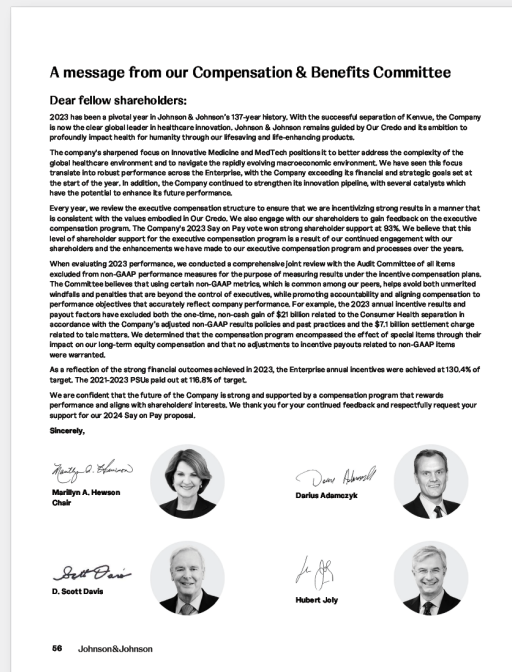 A message from our Compensation & Benefits Committee
Dear fellow shareholders:
2023 has been a pivotal year in Johnson & Johnson's 137-year history. With the successful separation of Kenvue, the Company
is now the clear global leader in healthcare innovation. Johnson & Johnson remains guided by Our Credo and its ambition to
profoundly impact health for humanity through our lifesaving and life-enhancing products.
The company's sharpened focus on Innovative Medicine and MedTech positions it to better address the complexity of the
global healthcare environment and to navigate the rapidly evolving macroeconomic environment. We have seen this focus
translate into robust performance across the Enterprise, with the Company exceeding its financial and strategic goals set at
the start of the year. In addition, the Company continued to strengthen its innovation pipeline, with several catalysts which
have the potential to enhance its future performance.
Every year, we review the executive compensation structure to ensure that we are incentivizing strong results in a manner that
is consistent with the values embodied in Our Credo. We also engage with our shareholders to gain feedback on the executive
compensation program. The Company's 2023 Say on Pay vote won strong shareholder support at 93%. We believe that this
level of shareholder support for the executive compensation program is a result of our continued engagement with our
shareholders and the enhancements we have made to our executive compensation program and processes over the years.
When evaluating 2023 performance, we conducted a comprehensive joint review with the Audit Committee of all items
excluded from non-GAAP performance measures for the purpose of measuring results under the incentive compensation plans.
The Committee believes that using certain non-GAAP metrics, which is common among our peers, helps avoid both unmerited
windfalls and penalties that are beyond the control of executives, while promoting accountability and aligning compensation to
performance objectives that accurately reflect company performance. For example, the 2023 annual incentive results and
payout factors have excluded both the one-time, non-cash gain of $21 billion related to the Consumer Health separation in
accordance with the Company's adjusted non-GAAP results policies and past practices and the $7.1 billion settlement charge
related to talc matters. We determined that the compensation program encompassed the effect of special items through their
impact on our long-term equity compensation and that no adjustments to incentive payouts related to non-GAAP items
were warranted.
As a reflection of the strong financial outcomes achieved in 2023, the Enterprise annual incentives were achieved at 130.4% of
target. The 2021-2023 PSUs paid out at 116.8% of target.
We are confident that the future of the Company is strong and supported by a compensation program that rewards
performance and aligns with shareholders' interests. We thank you for your continued feedback and respectfully request your
support for our 2024 Say on Pay proposal.
Sincerely,
Marillyn A. Hewson
Chair
Darius Adamczyk
D. Scott Davis
Hubert Joly
56 Johnson&Johnson